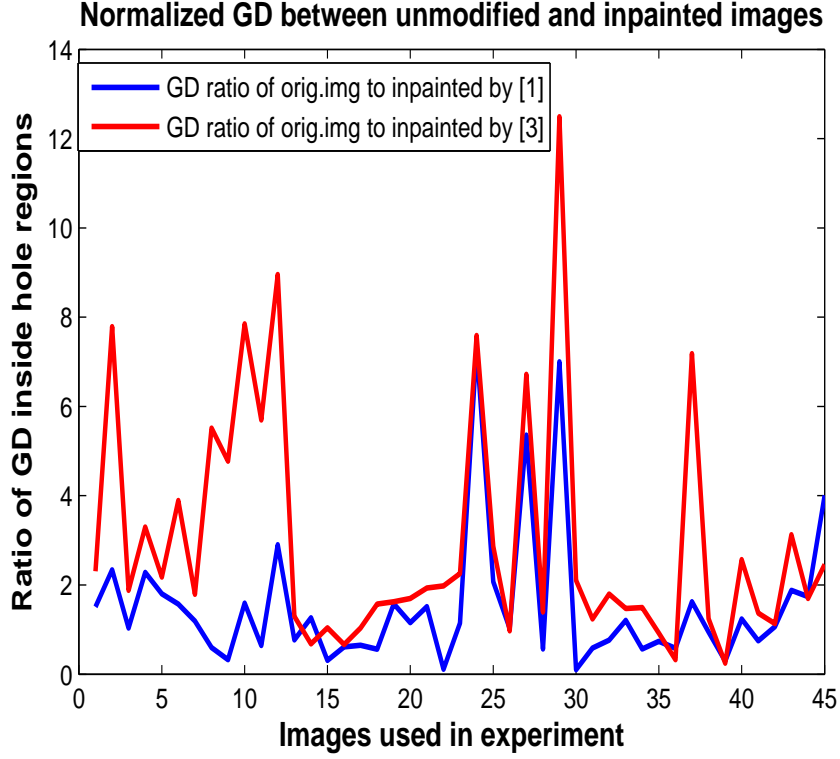 Normalized GD between unmodified and inpainted images
14
12
10
8
6
4
2
0
GD ratio of orig.img to inpainted by [1]
GD ratio of orig.img to inpainted by [3]
Ratio of GD inside hole regions
0 5 10 15 20 25 30 35 40 45
Images used in experiment